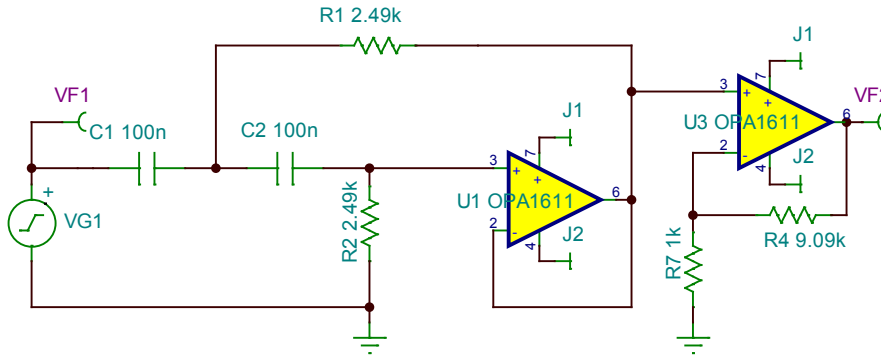 R1 2.49k
J1
VF1
3
7
VF2
C1 100n
C2 100n
J1
+
+
U3 OPA1611
6
2
-
4
J2
3
7
+
+
VG1
+
U1 OPA1611
6
R2 2.49k
2
-
4
J2
R7 1k
R4 9.09k